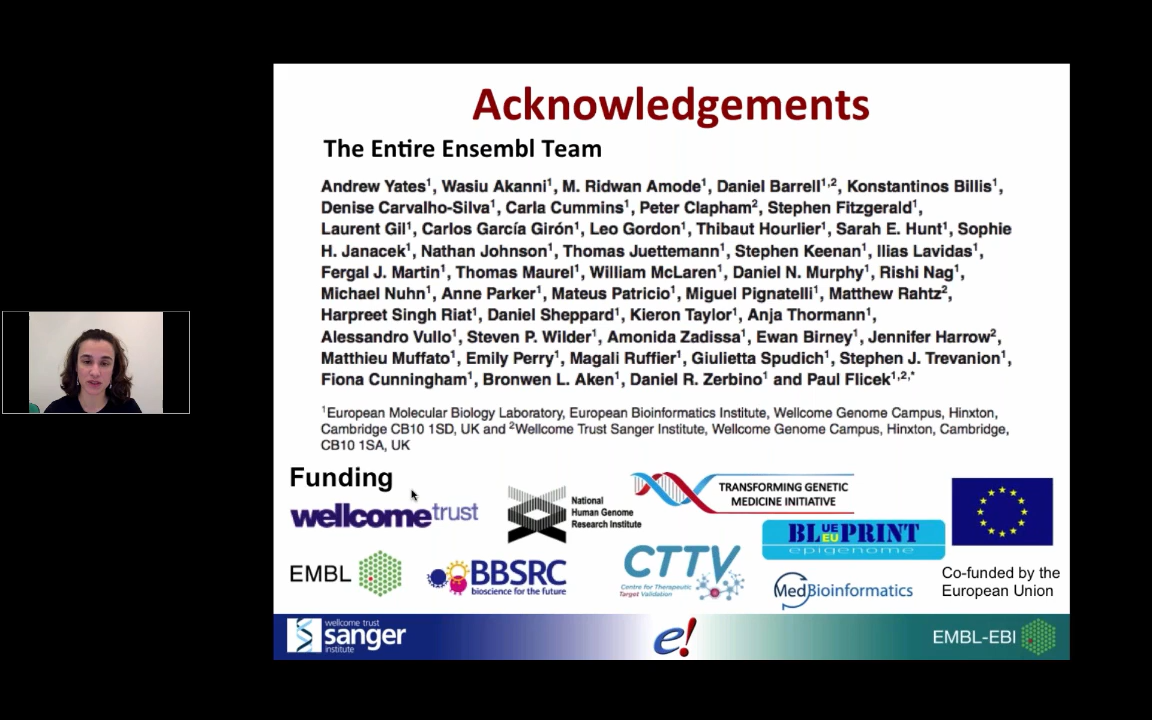 Acknowledgements
The Entire Ensembl Team
Andrew Yates¹, Wasiu Akanni¹, M. Ridwan Amode¹, Daniel Barrell¹,², Konstantinos Billis¹,
Denise Carvalho-Silva¹, Carla Cummins¹, Peter Clapham², Stephen Fitzgerald¹,
Laurent Gil¹, Carlos García Girón¹, Leo Gordon¹, Thibaut Hourlier¹, Sarah E. Hunt¹, Sophie
H. Janacek¹, Nathan Johnson¹, Thomas Juettemann¹, Stephen Keenan¹, Ilias Lavidas¹,
Fergal J. Martin¹, Thomas Maurel¹, William McLaren¹, Daniel N. Murphy¹, Rishi Nag¹,
Michael Nuhn¹, Anne Parker¹, Mateus Patricio¹, Miguel Pignatelli¹, Matthew Rahtz²,
Harpreet Singh Riat¹, Daniel Sheppard¹, Kieron Taylor¹, Anja Thormann¹,
Alessandro Vullo¹, Steven P. Wilder¹, Amonida Zadissa¹, Ewan Birney¹, Jennifer Harrow²,
Matthieu Muffato¹, Emily Perry¹, Magali Ruffier¹, Giulietta Spudich¹, Stephen J. Trevanion¹,
Fiona Cunningham¹, Bronwen L. Aken¹, Daniel R. Zerbino¹ and Paul Flicek¹,²,*
¹European Molecular Biology Laboratory, European Bioinformatics Institute, Wellcome Genome Campus, Hinxton,
Cambridge CB10 1SD, UK and ²Wellcome Trust Sanger Institute, Wellcome Genome Campus, Hinxton, Cambridge,
CB10 1SA, UK
Funding
wellcometrust
National
Human Genome
Research Institute
TRANSFORMING GENETIC
MEDICINE INITIATIVE
BLUEPRINT
EU
epigenome
EMBL
BBSRC
bioscience for the future
CTTV
Centre for Therapeutic
Target Validation
MedBioinformatics
Co-funded by the
European Union
wellcome trust
sanger
institute
e!
EMBL-EBI